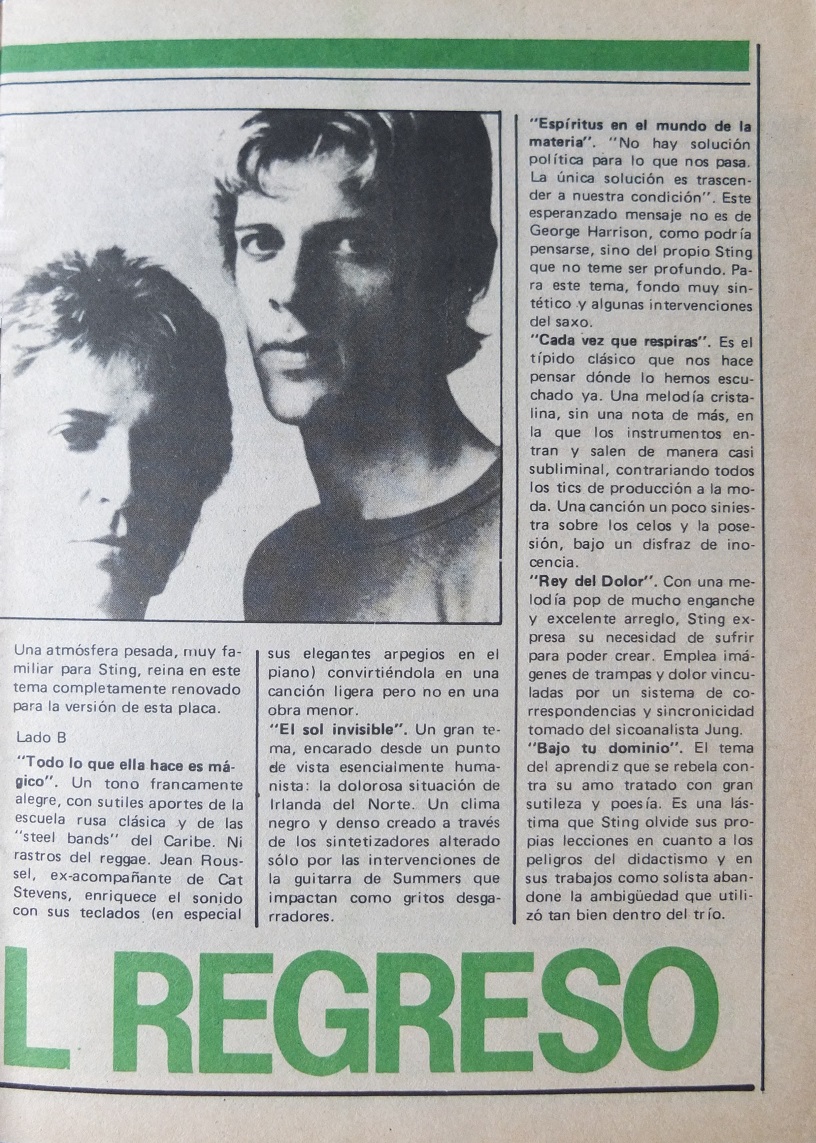 Una atmósfera pesada, muy fa-
miliar para Sting, reina en este
tema completamente renovado
para la versión de esta placa.
Lado B
"Todo lo que ella hace es má-
gico". Un tono francamente
alegre, con sutiles aportes de la
escuela rusa clásica y de las
"steel bands" del Caribe. Ni
rastros del reggae. Jean Rous-
sel, ex-acompañante de Cat
Stevens, enriquece el sonido
con sus teclados (en especial
sus elegantes arpegios en el
piano) convirtiéndola en una
canción ligera pero no en una
obra menor.
"El sol invisible". Un gran te-
ma, encarado desde un punto
de vista esencialmente huma-
nista: la dolorosa situación de
Irlanda del Norte. Un clima
negro y denso creado a través
de los sintetizadores alterado
sólo por las intervenciones de
la guitarra de Summers que
impactan como gritos desga-
rradores.
"Espíritus en el mundo de la
materia". "No hay solución
política para lo que nos pasa.
La única solución es trascen-
der a nuestra condición". Este
esperanzado mensaje no es de
George Harrison, como podría
pensarse, sino del propio Sting
que no teme ser profundo. Pa-
ra este tema, fondo muy sin-
tético y algunas intervenciones
del saxo.
"Cada vez que respiras". Es el
típido clásico que nos hace
pensar dónde lo hemos escu-
chado ya. Una melodía crista-
lina, sin una nota de más, en
la que los instrumentos en-
tran y salen de manera casi
subliminal, contrariando todos
los tics de producción a la mo-
da. Una canción un poco sinies-
tra sobre los celos y la pose-
sión, bajo un disfraz de ino-
cencia.
"Rey del Dolor". Con una me-
lodía pop de mucho enganche
y excelente arreglo, Sting ex-
presa su necesidad de sufrir
para poder crear. Emplea imá-
genes de trampas y dolor vincu-
ladas por un sistema de co-
rrespondencias y sincronicidad
tomado del sicoanalista Jung.
"Bajo tu dominio". El tema
del aprendiz que se rebela con-
tra su amo tratado con gran
sutileza y poesía. Es una lás-
tima que Sting olvide sus pro-
pias lecciones en cuanto a los
peligros del didactismo y en
sus trabajos como solista aban-
done la ambigüedad que utili-
zó tan bien dentro del trío.
L REGRESO